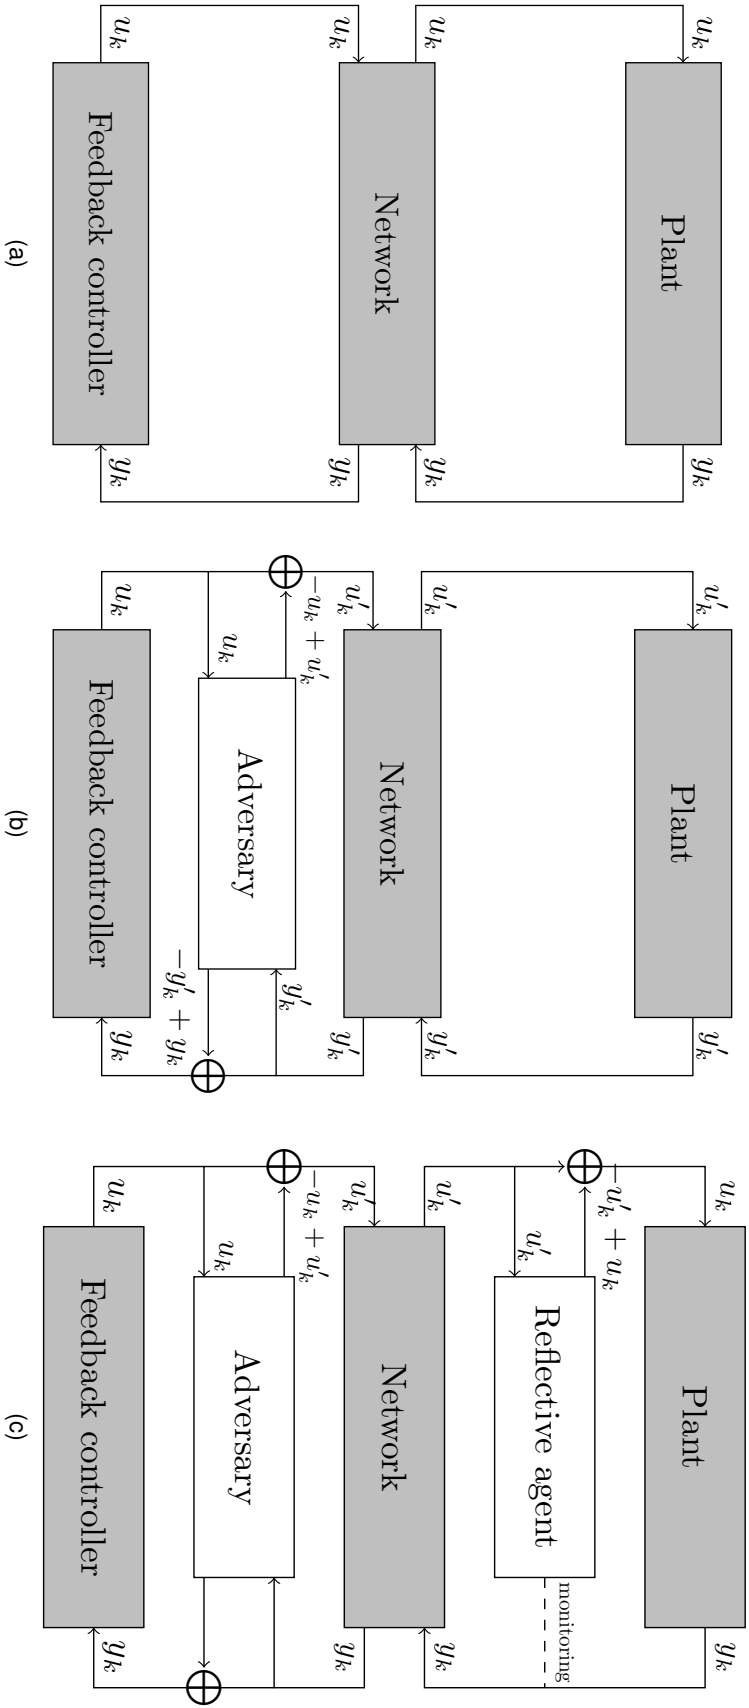 Plant
u_k
y_k
u_k
y_k
Network
u_k
y_k
u_k
y_k
Feedback controller
(a)
Plant
u'_k
y'_k
u'_k
y'_k
Network
u'_k
y'_k
-u_k + u'_k
y'_k
Adversary
u_k
-y'_k + y_k
u_k
y_k
Feedback controller
(b)
Plant
u_k
y_k
-u'_k + u_k
monitoring
Reflective agent
u'_k
u'_k
y_k
Network
u'_k
y_k
-u_k + u'_k
Adversary
u_k
u_k
y_k
Feedback controller
(c)